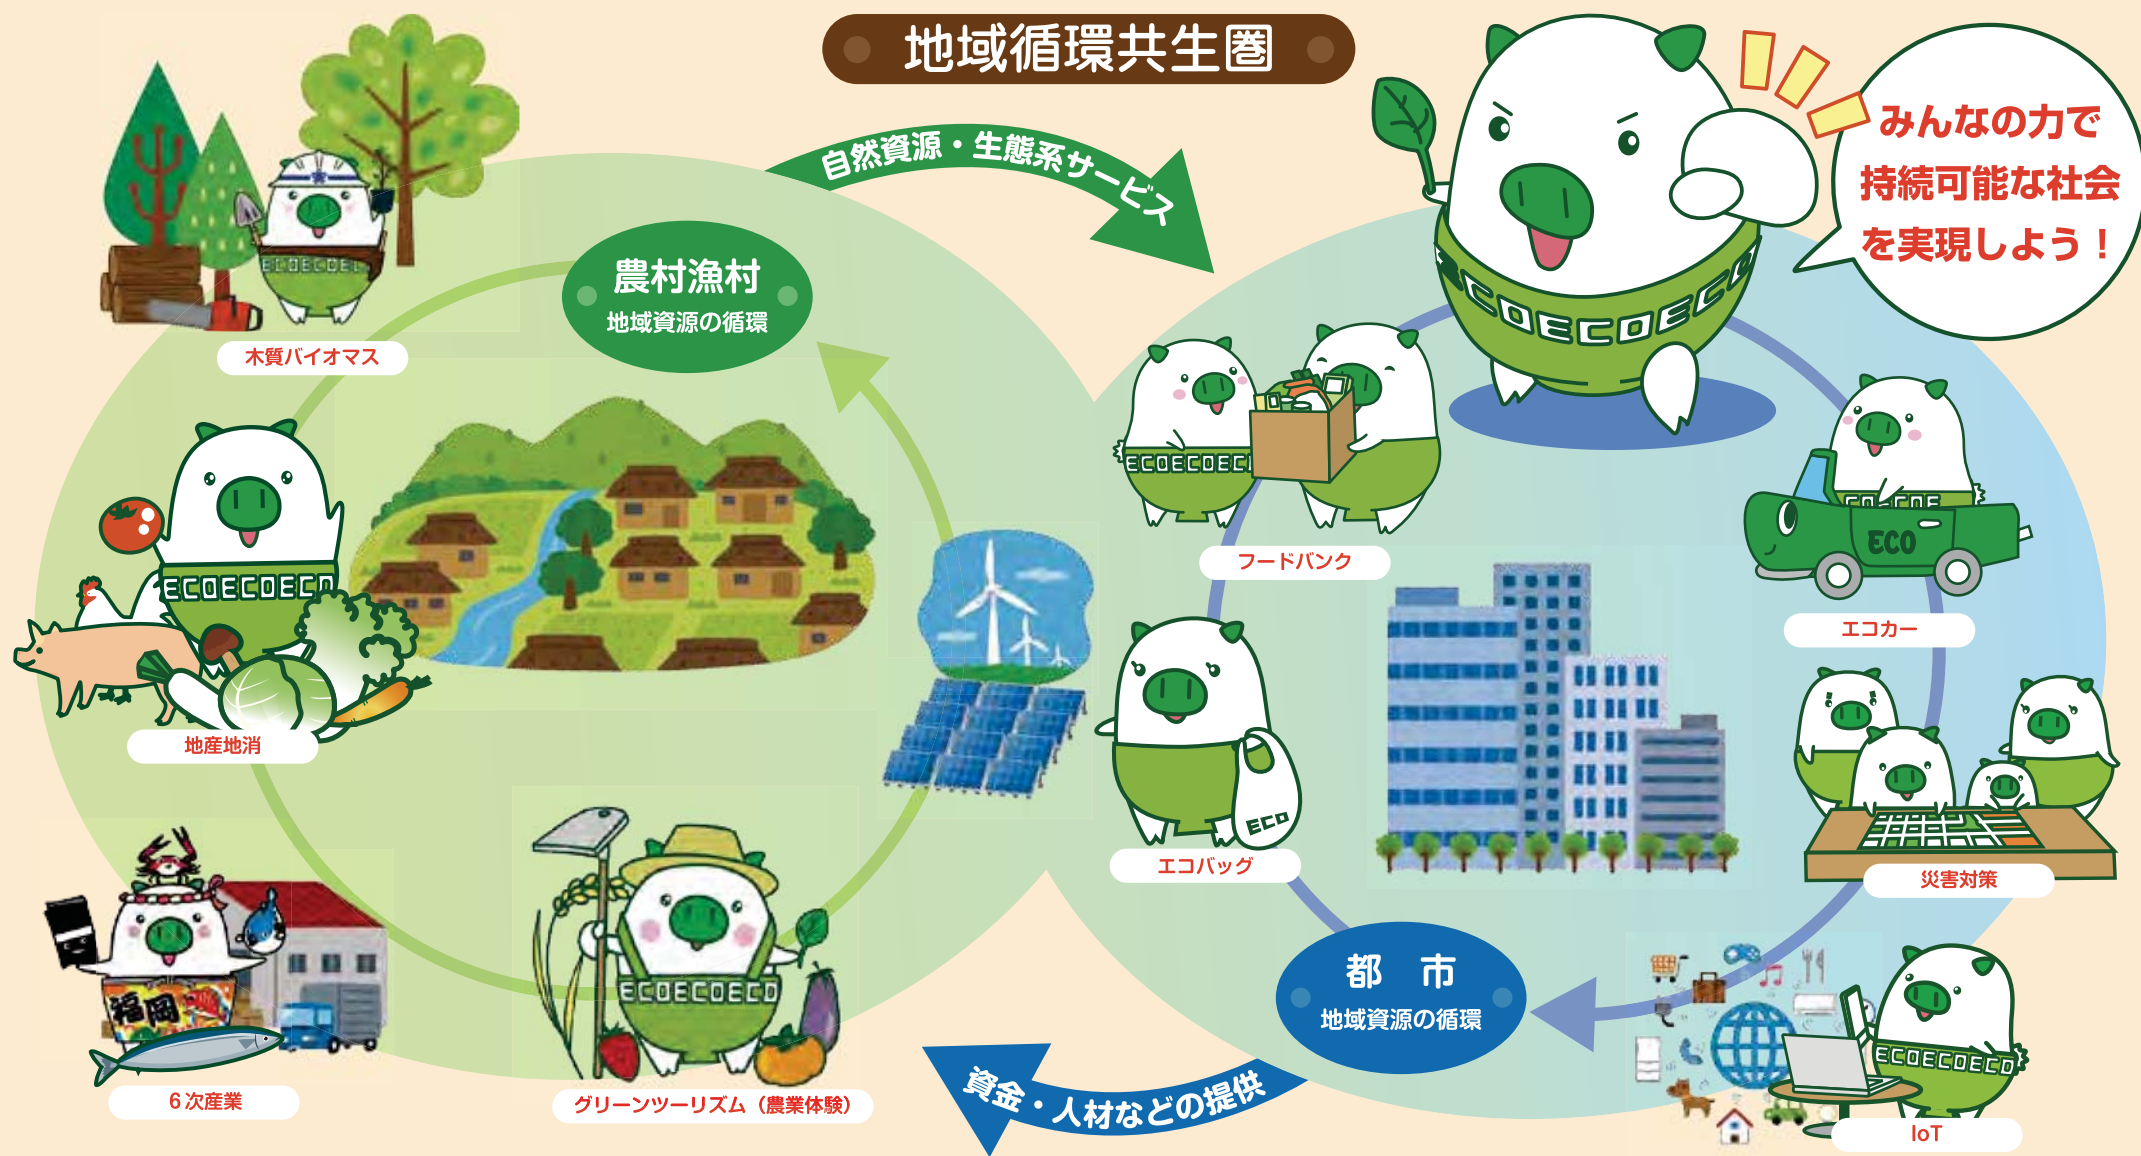 地域循環共生圏
みんなの力で
持続可能な社会
を実現しよう！
自然資源・生態系サービス
農村漁村
地域資源の循環
木質バイオマス
ECOECOEC
ECOECOECO
地産地消
福岡
6次産業
ECOECOECO
グリーンツーリズム（農業体験）
ECOECOECO
ECOECOEC
フードバンク
ECO
エコカー
ECO
エコバッグ
災害対策
都 市
地域資源の循環
ECOECOECO
IoT
資金・人材などの提供